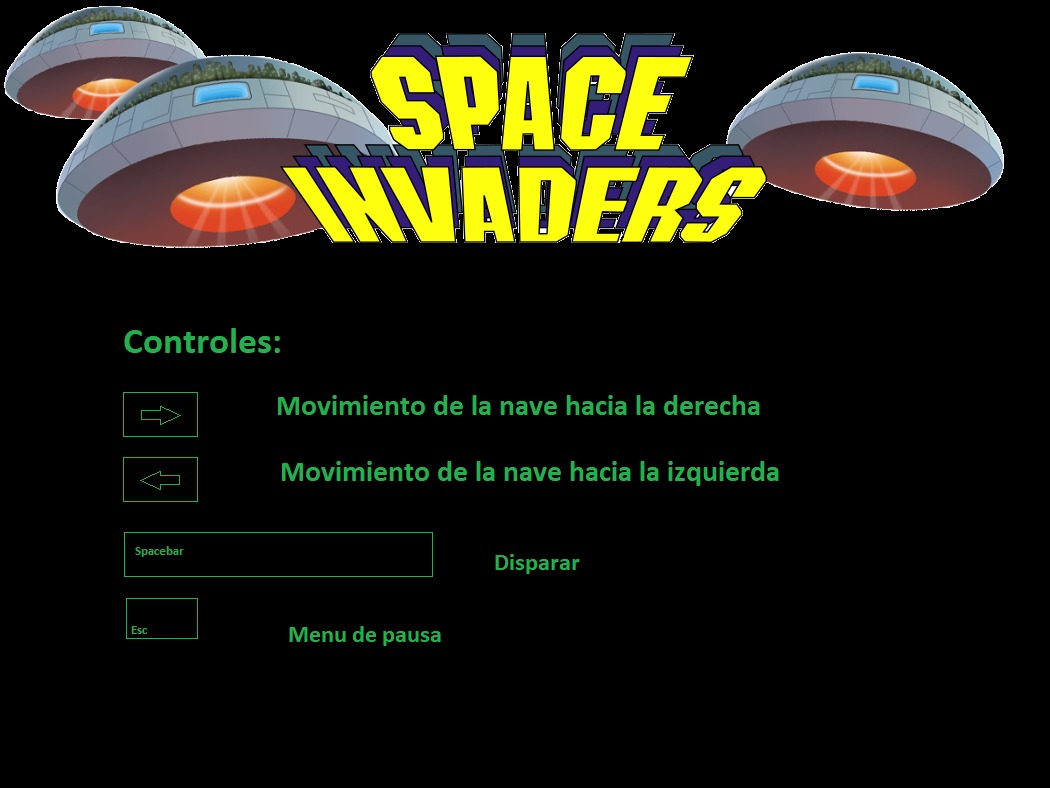 SPACE
INVADERS
Controles:
Movimiento de la nave hacia la derecha
Movimiento de la nave hacia la izquierda
Spacebar
Disparar
Esc
Menu de pausa